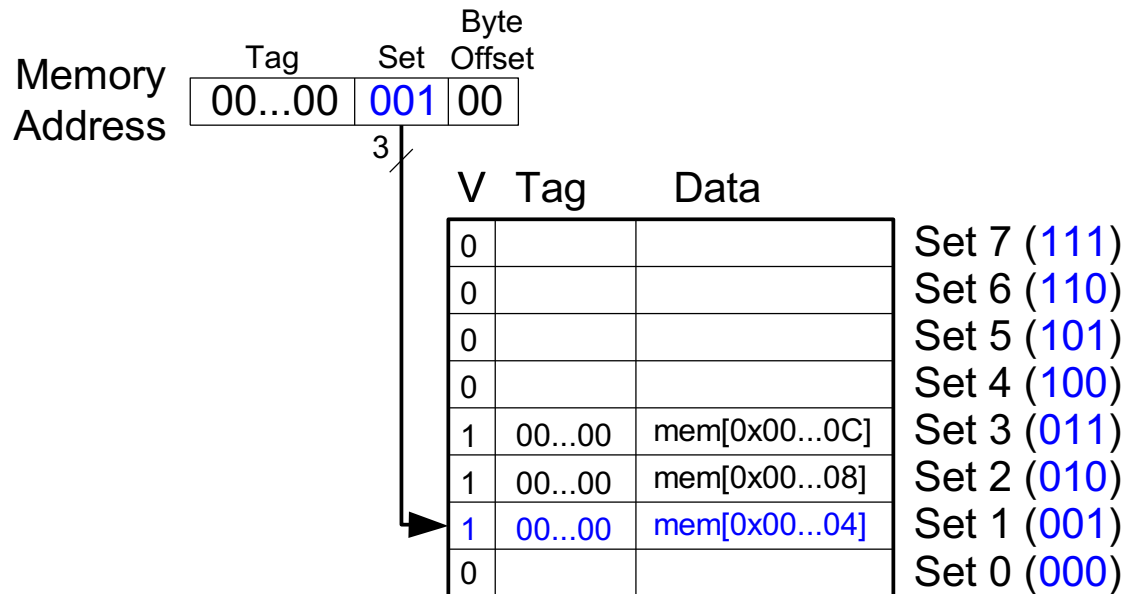 Byte
Tag Set Offset
Memory Address
00...00 001 00
3
V Tag Data
0 Set 7 (111)
0 Set 6 (110)
0 Set 5 (101)
0 Set 4 (100)
1 00...00 mem[0x00...0C] Set 3 (011)
1 00...00 mem[0x00...08] Set 2 (010)
1 00...00 mem[0x00...04] Set 1 (001)
0 Set 0 (000)